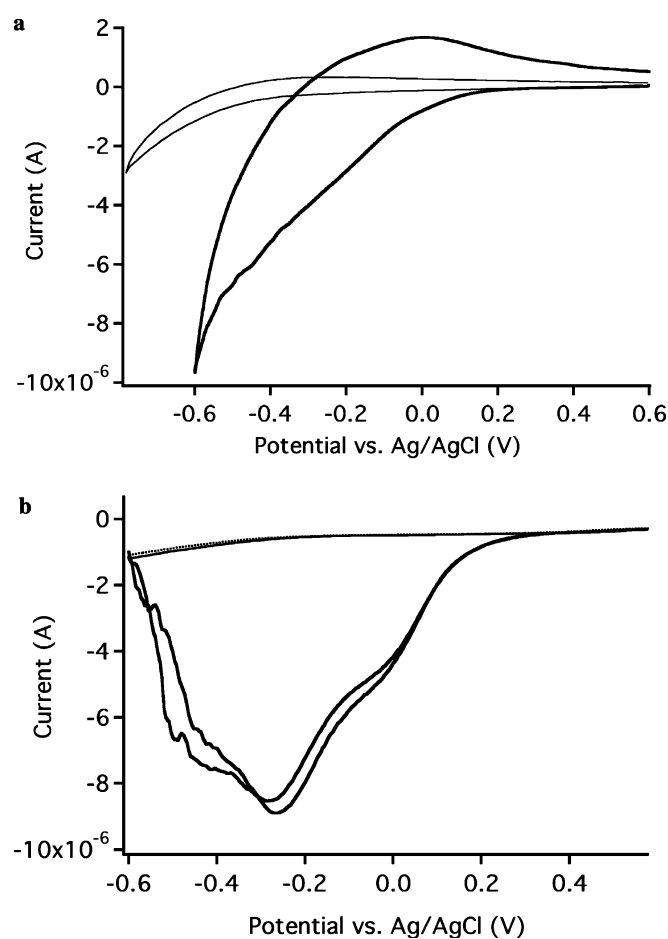 a
2
0
-2
-4
-6
-8
-10x10⁻⁶
Current (A)
-0.6 -0.4 -0.2 0.0 0.2 0.4 0.6
Potential vs. Ag/AgCl (V)
b
0
-2
-4
-6
-8
-10x10⁻⁶
Current (A)
-0.6 -0.4 -0.2 0.0 0.2 0.4
Potential vs. Ag/AgCl (V)